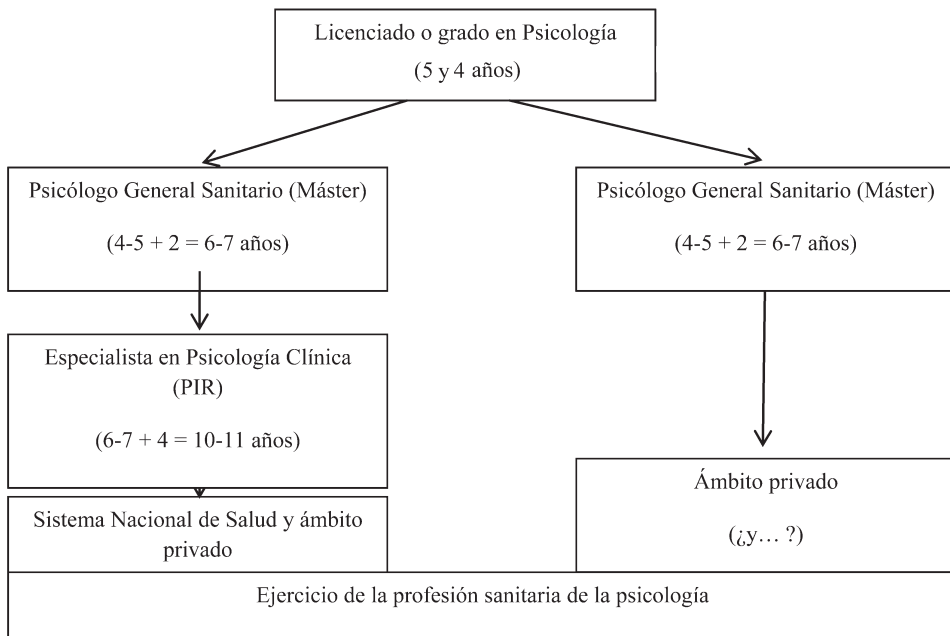 Licenciado o grado en Psicología
(5 y 4 años)
Psicólogo General Sanitario (Máster)
(4-5 + 2 = 6-7 años)
Psicólogo General Sanitario (Máster)
(4-5 + 2 = 6-7 años)
Especialista en Psicología Clínica
(PIR)
(6-7 + 4 = 10-11 años)
Sistema Nacional de Salud y ámbito
privado
Ámbito privado
(¿y… ?)
Ejercicio de la profesión sanitaria de la psicología